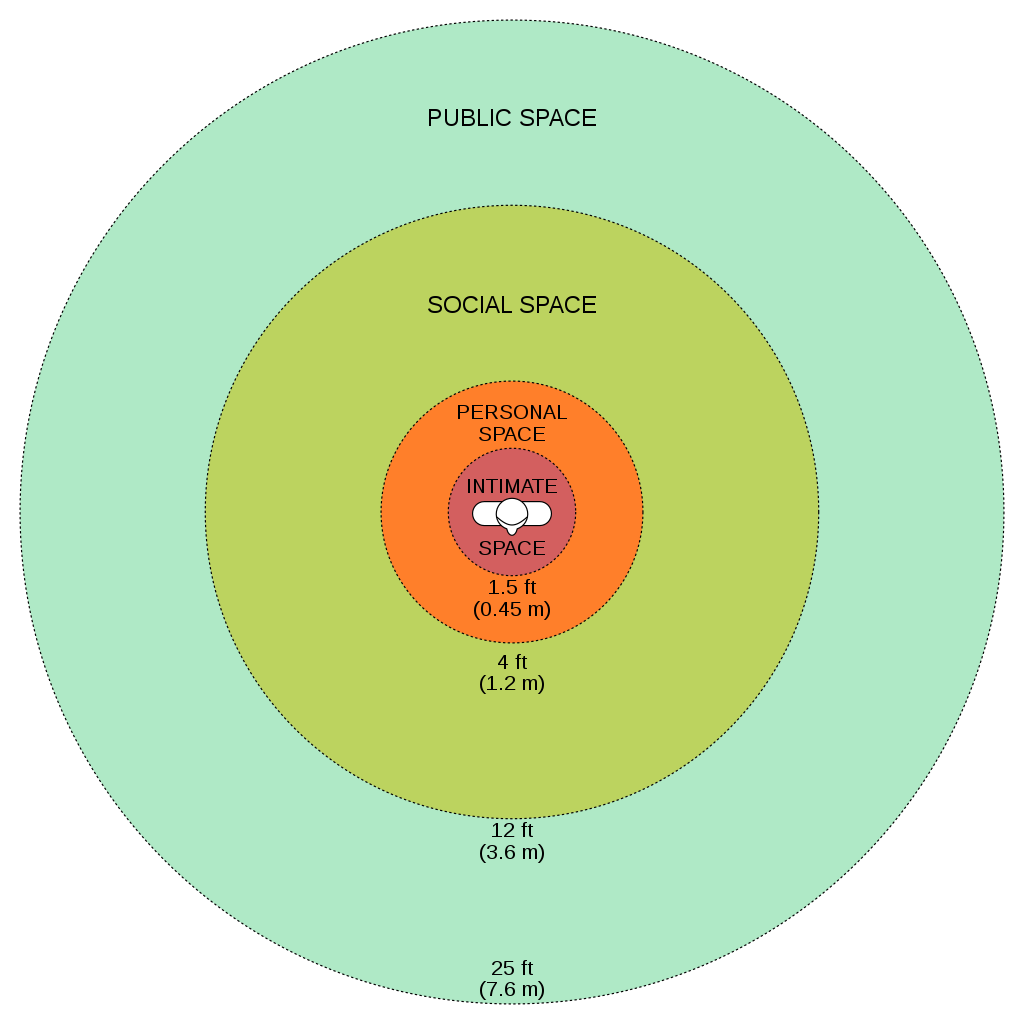 PUBLIC SPACE
SOCIAL SPACE
PERSONAL
SPACE
INTIMATE
SPACE
1.5 ft
(0.45 m)
4 ft
(1.2 m)
12 ft
(3.6 m)
25 ft
(7.6 m)